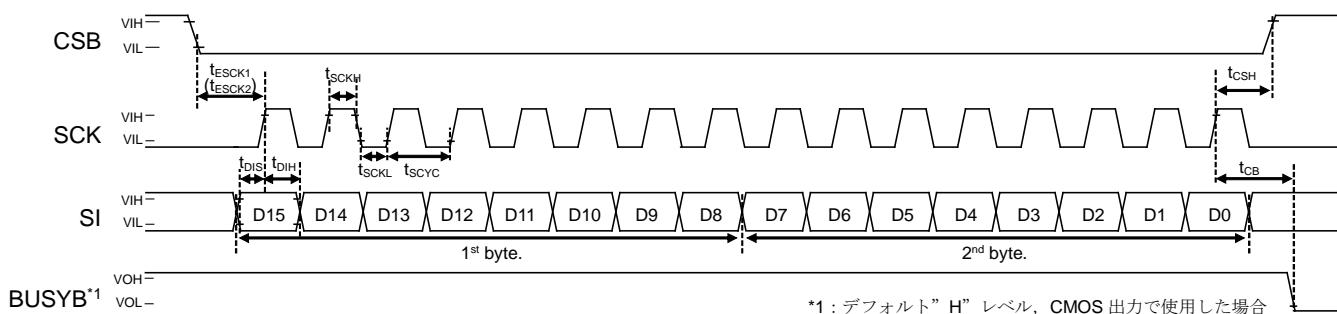 CSB
VIH
VIL
tESCK1
(tESCK2)
tSCKH
tCSH
SCK
VIH
VIL
tDIS
tDIH
tSCKL
tSCYC
tCB
SI
VIH
VIL
D15 D14 D13 D12 D11 D10 D9 D8 D7 D6 D5 D4 D3 D2 D1 D0
1st byte.
2nd byte.
BUSYB*1
VOH
VOL
*1 : デフォルト” H” レベル, CMOS 出力で使用した場合